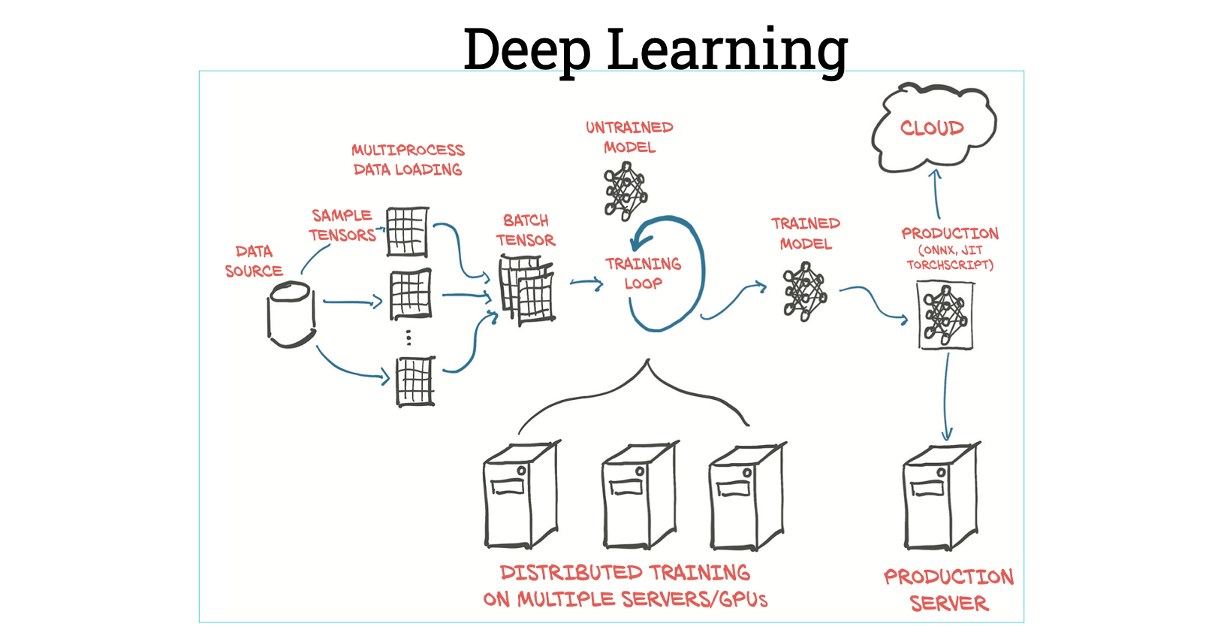 Deep Learning
CLOUD
UNTRAINED
MODEL
MULTIPROCESS
DATA LOADING
SAMPLE
TENSORS
BATCH
TENSOR
TRAINED
MODEL
PRODUCTION
(ONNX, JIT
TORCHSCRIPT)
DATA
SOURCE
TRAINING
LOOP
DISTRIBUTED TRAINING
ON MULTIPLE SERVERS/GPUs
PRODUCTION
SERVER